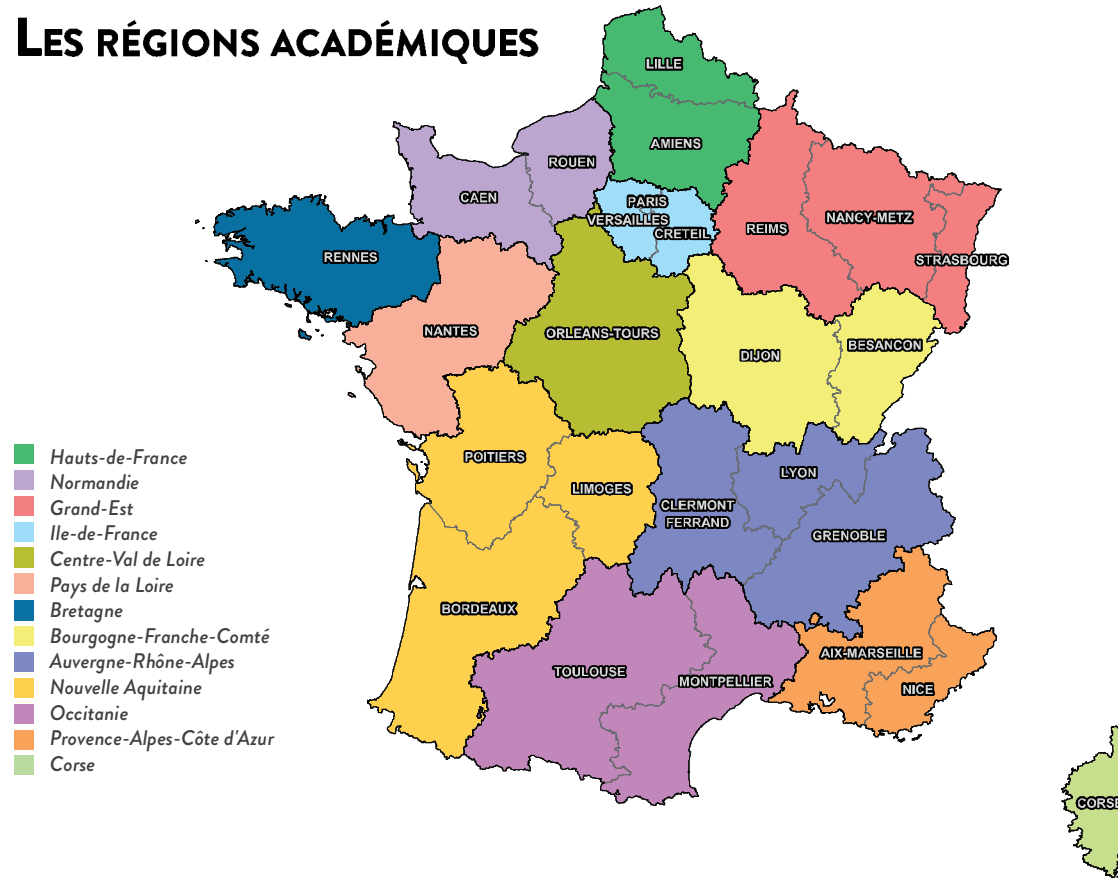 LES RÉGIONS ACADÉMIQUES
LILLE
AMIENS
ROUEN
CAEN
PARIS
VERSAILLES
CRETEIL
REIMS
NANCY-METZ
STRASBOURG
RENNES
NANTES
ORLEANS-TOURS
DIJON
BESANCON
POITIERS
LIMOGES
CLERMONT
FERRAND
LYON
GRENOBLE
BORDEAUX
TOULOUSE
MONTPELLIER
AIX-MARSEILLE
NICE
CORSE
Hauts-de-France
Normandie
Grand-Est
Ile-de-France
Centre-Val de Loire
Pays de la Loire
Bretagne
Bourgogne-Franche-Comté
Auvergne-Rhône-Alpes
Nouvelle Aquitaine
Occitanie
Provence-Alpes-Côte d'Azur
Corse